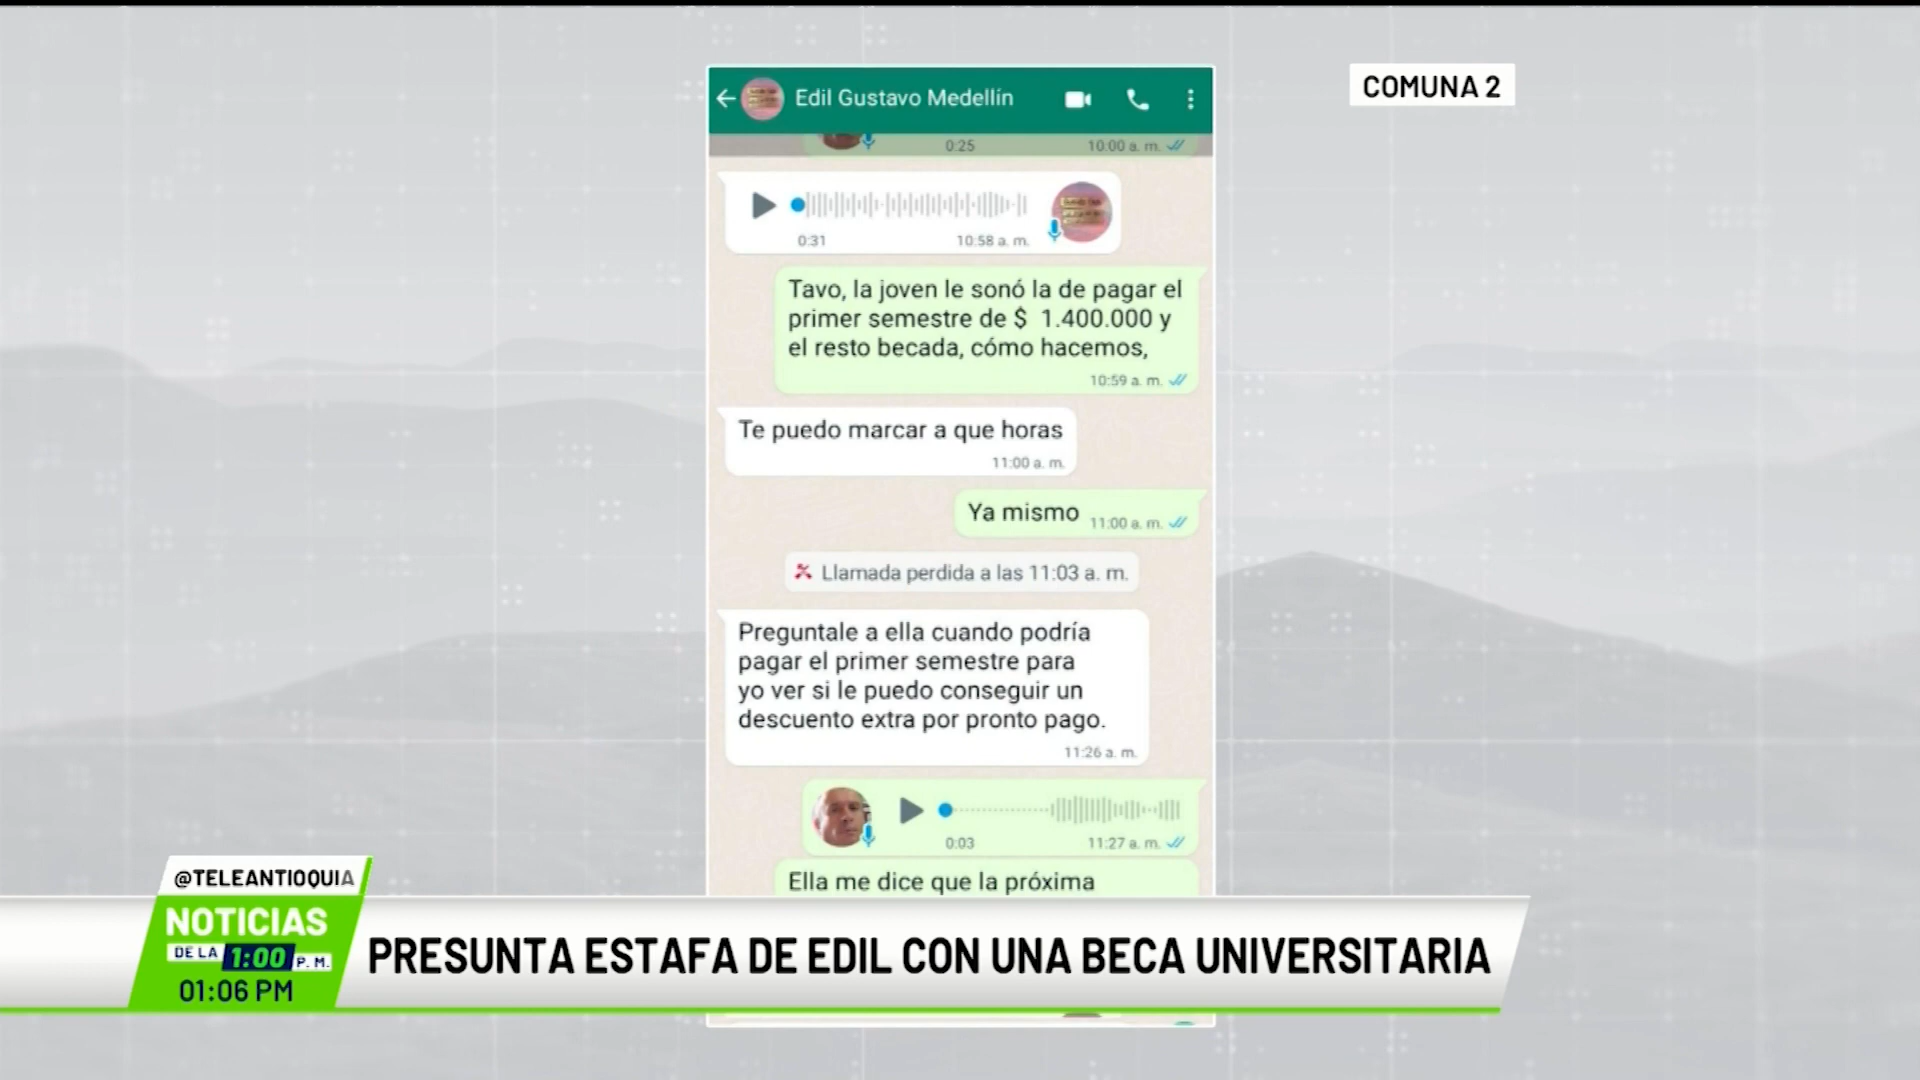 COMUNA 2
Edil Gustavo Medellín
0:25 10:00 a. m.
0:31 10:58 a. m.
Tavo, la joven le sonó la de pagar el
primer semestre de $ 1.400.000 y
el resto becada, cómo hacemos,
10:59 a. m.
Te puedo marcar a que horas
11:00 a. m.
Ya mismo 11:00 a. m.
Llamada perdida a las 11:03 a. m.
Preguntale a ella cuando podría
pagar el primer semestre para
yo ver si le puedo conseguir un
descuento extra por pronto pago.
11:26 a. m.
0:03 11:27 a. m.
Ella me dice que la próxima
@TELEANTIOQUIA
NOTICIAS
DE LA 1:00 P. M.
01:06 PM
PRESUNTA ESTAFA DE EDIL CON UNA BECA UNIVERSITARIA